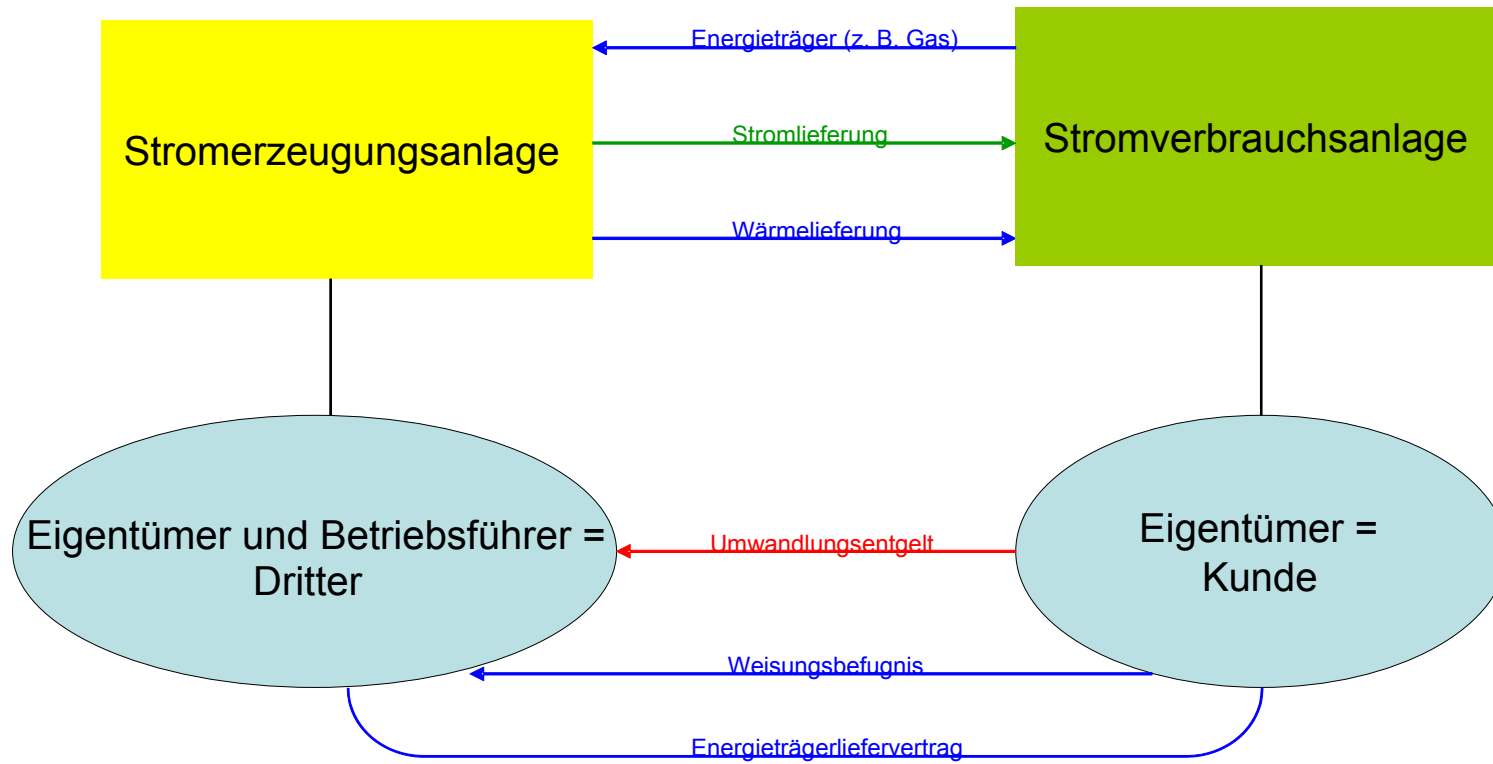 Energieträger (z. B. Gas)
Stromerzeugungsanlage
Stromlieferung
Stromverbrauchsanlage
Wärmelieferung
Eigentümer und Betriebsführer =
Dritter
Umwandlungsentgelt
Eigentümer =
Kunde
Weisungsbefugnis
Energieträgerliefervertrag